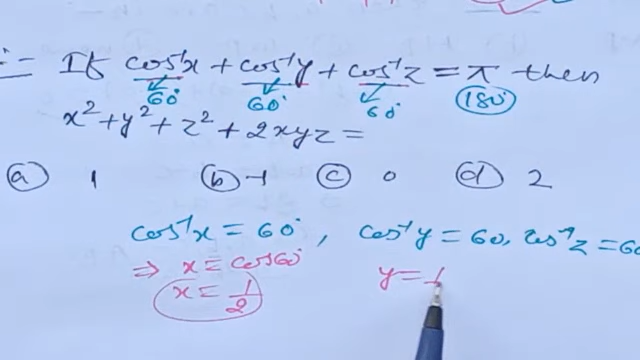 If cos⁻¹x + cos⁻¹y + cos⁻¹z = π then
60° 60° 60° 180°
x² + y² + z² + 2xyz =
(a) 1 (b) -1 (c) 0 (d) 2
cos⁻¹x = 60°, cos⁻¹y = 60, cos⁻¹z = 60
⇒ x = cos60 y = 1
x = 1/2